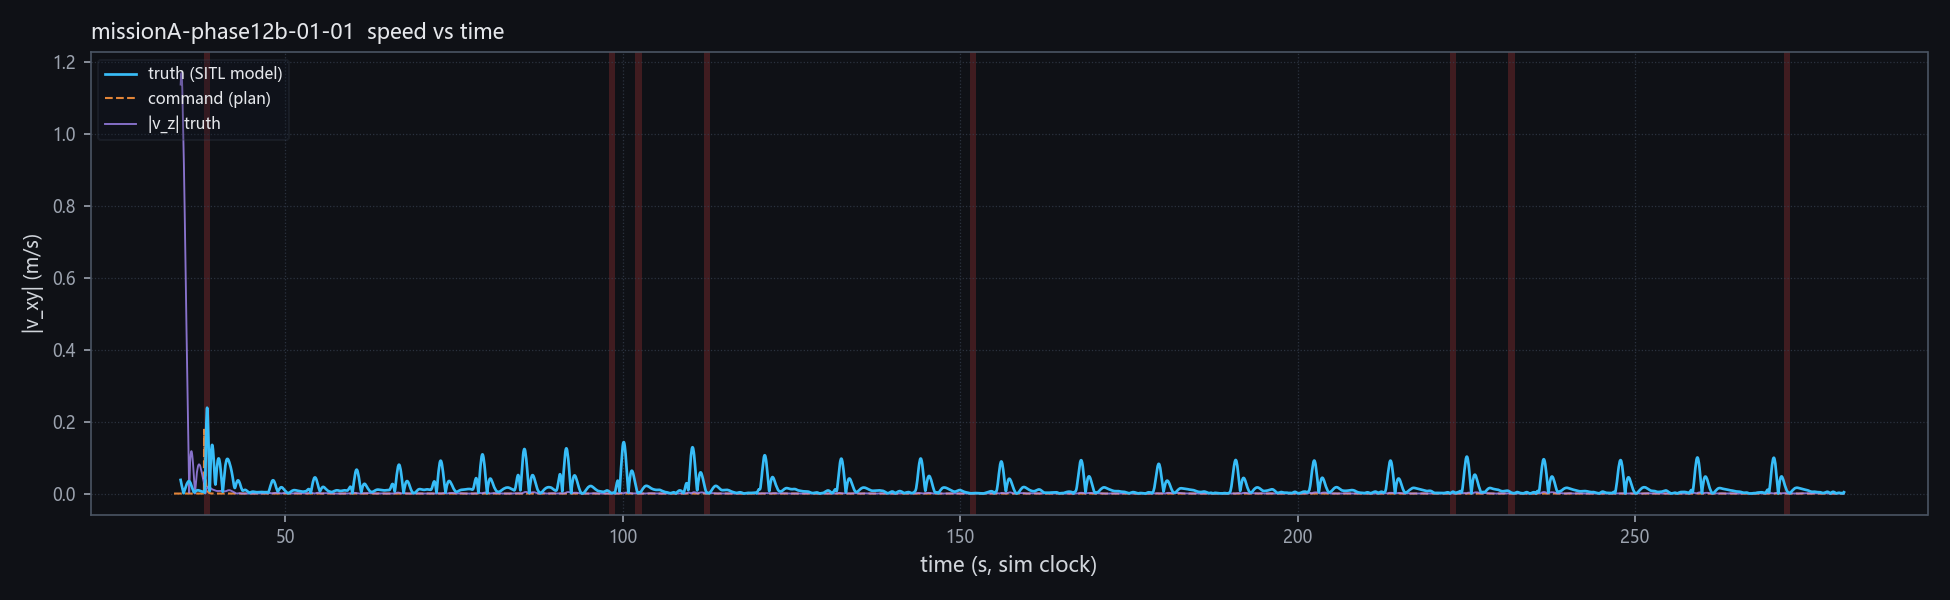 missionA-phase12b-01-01  speed vs time
truth (SITL model)
command (plan)
|v_z| truth
|v_xy| (m/s)
1.2
1.0
0.8
0.6
0.4
0.2
0.0
50
100
150
200
250
time (s, sim clock)